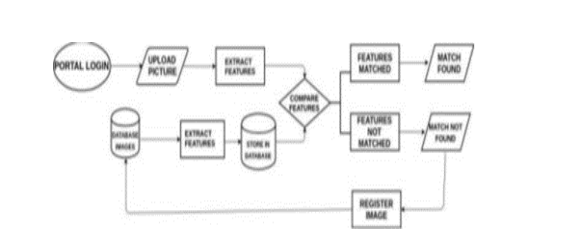 PORTAL LOGIN
UPLOAD
PICTURE
EXTRACT
FEATURES
FEATURES
MATCHED
MATCH
FOUND
COMPARE
FEATURES
DATABASE
IMAGES
EXTRACT
FEATURES
STORE IN
DATABASE
FEATURES
NOT
MATCHED
MATCH NOT
FOUND
REGISTER
IMAGE